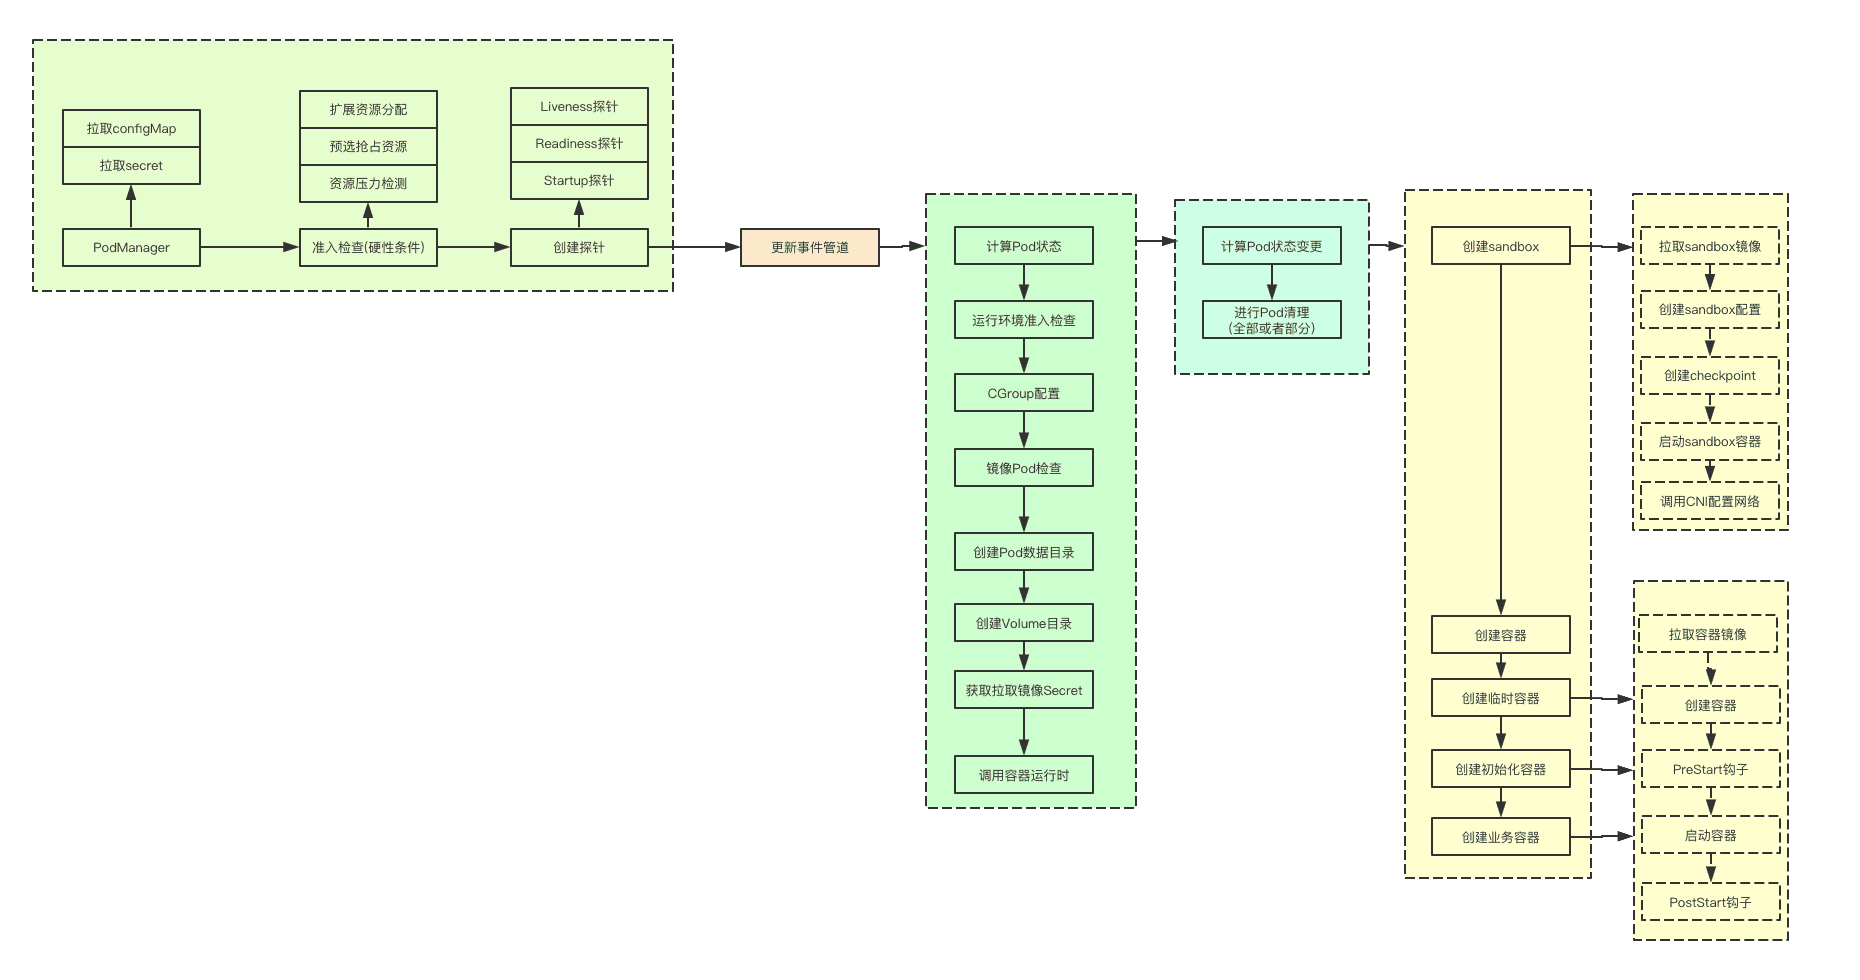 拉取configMap
拉取secret
PodManager
扩展资源分配
预选抢占资源
资源压力检测
准入检查(硬性条件)
Liveness探针
Readiness探针
Startup探针
创建探针
更新事件管道
计算Pod状态
运行环境准入检查
CGroup配置
镜像Pod检查
创建Pod数据目录
创建Volume目录
获取拉取镜像Secret
调用容器运行时
计算Pod状态变更
进行Pod清理
(全部或者部分)
创建sandbox
创建容器
创建临时容器
创建初始化容器
创建业务容器
拉取sandbox镜像
创建sandbox配置
创建checkpoint
启动sandbox容器
调用CNI配置网络
拉取容器镜像
创建容器
PreStart钩子
启动容器
PostStart钩子